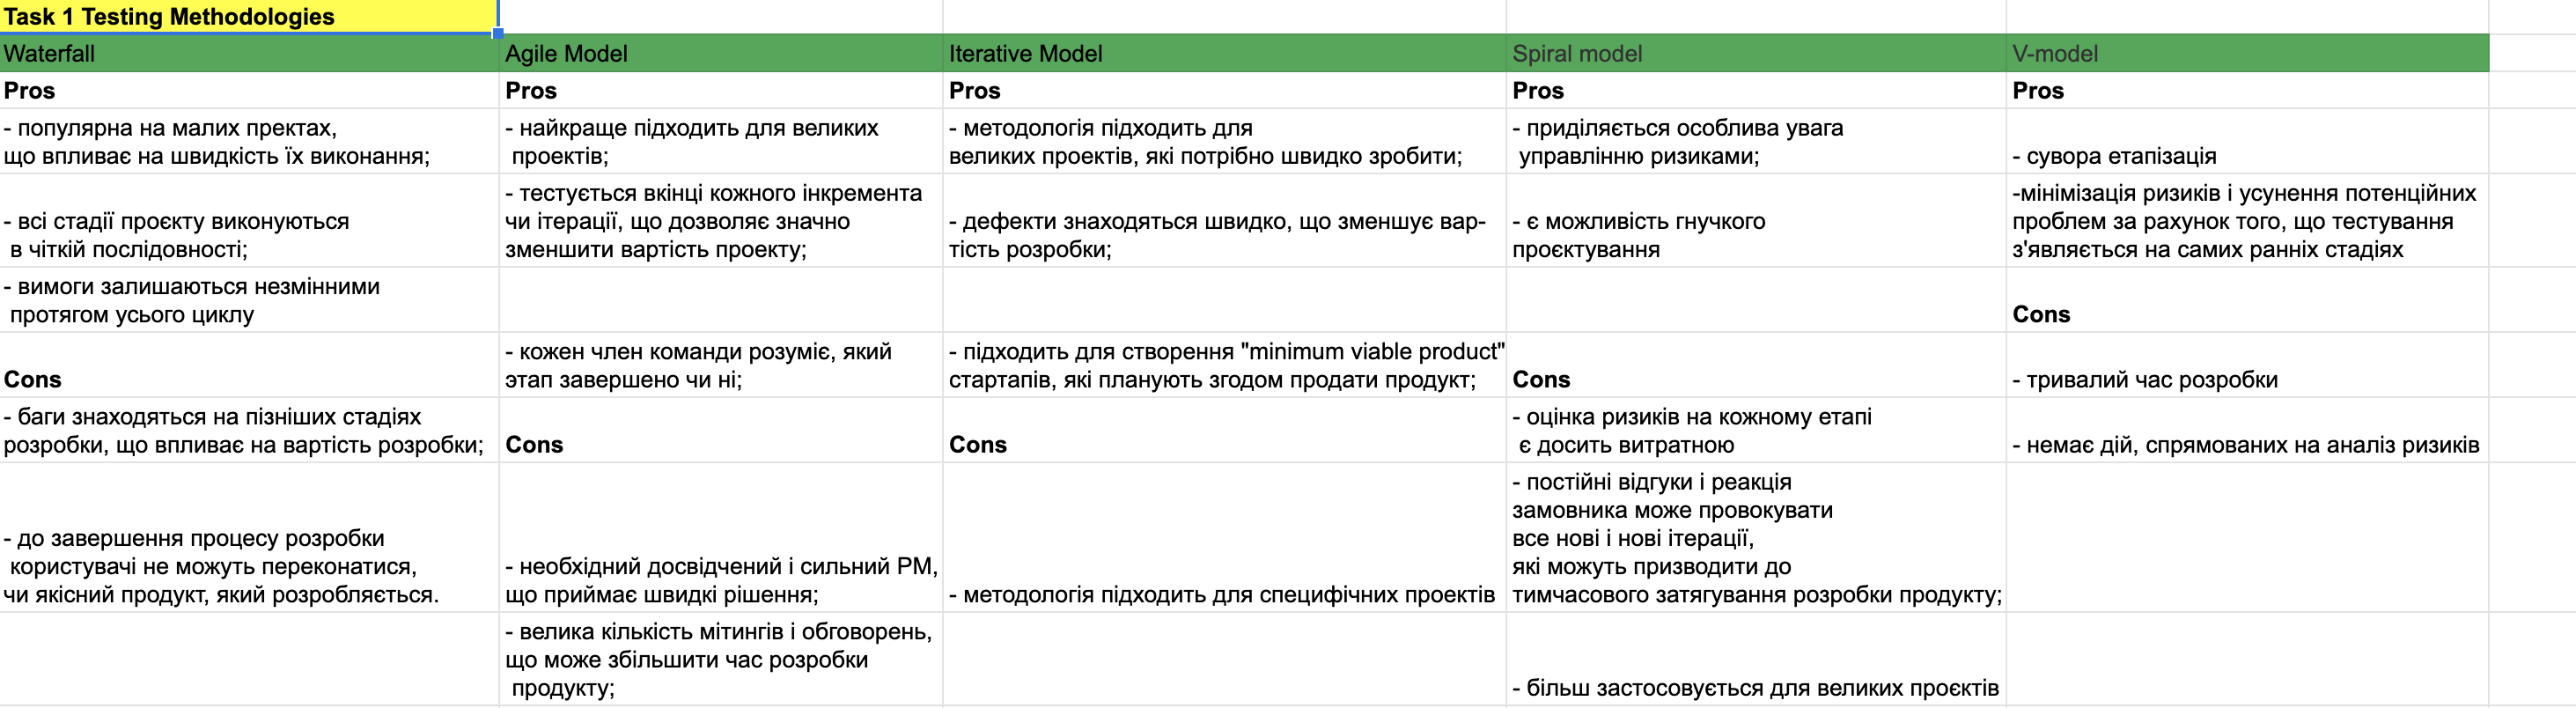 Task 1 Testing Methodologies
Waterfall
Agile Model
Iterative Model
Spiral model
V-model
Pros
Pros
Pros
Pros
Pros
- популярна на малих пректах,
що впливає на швидкість їх виконання;
- найкраще підходить для великих
проектів;
- методологія підходить для
великих проектів, які потрібно швидко зробити;
- приділяється особлива увага
управлінню ризиками;
- сувора етапізація
- всі стадії проєкту виконуються
в чіткій послідовності;
- тестується вкінці кожного інкремента
чи ітерації, що дозволяє значно
зменшити вартість проекту;
- дефекти знаходяться швидко, що зменшує вар-
тість розробки;
- є можливість гнучкого
проєктування
-мінімізація ризиків і усунення потенційних
проблем за рахунок того, що тестування
з'являється на самих ранніх стадіях
- вимоги залишаються незмінними
протягом усього циклу
Cons
Cons
- кожен член команди розуміє, який
этап завершено чи ні;
- підходить для створення "minimum viable product"
стартапів, які планують згодом продати продукт;
Cons
- тривалий час розробки
- баги знаходяться на пізніших стадіях
розробки, що впливає на вартість розробки;
Cons
Cons
- оцінка ризиків на кожному етапі
є досить витратною
- немає дій, спрямованих на аналіз ризиків
- до завершення процесу розробки
користувачі не можуть переконатися,
чи якісний продукт, який розробляється.
- необхідний досвідчений і сильний PM,
що приймає швидкі рішення;
- методологія підходить для специфічних проектів
- постійні відгуки і реакція
замовника може провокувати
все нові і нові ітерації,
які можуть призводити до
тимчасового затягування розробки продукту;
- велика кількість мітингів і обговорень,
що може збільшити час розробки
продукту;
- більш застосовується для великих проєктів